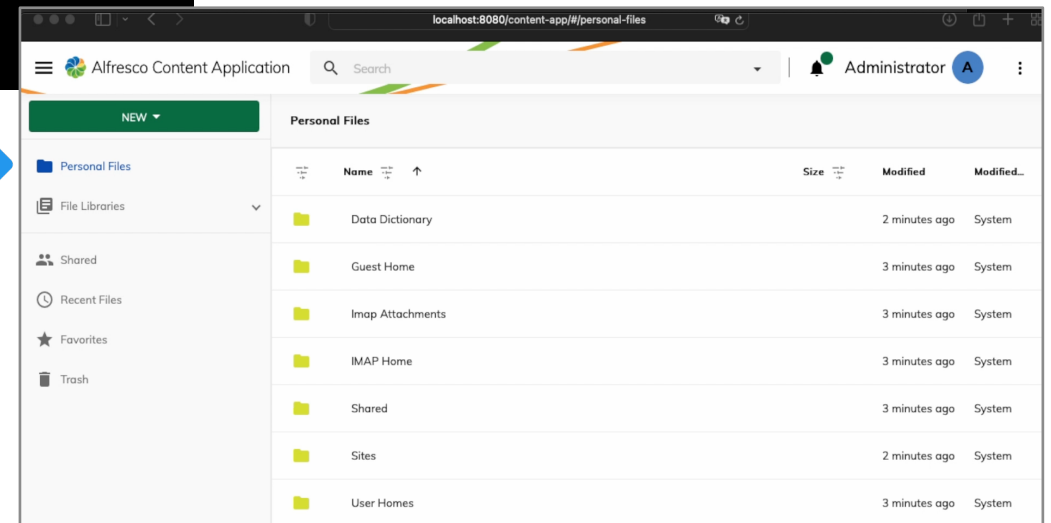 localhost:8080/content-app/#/personal-files
Alfresco Content Application
Search
Administrator
A
NEW
Personal Files
Personal Files
File Libraries
Shared
Recent Files
Favorites
Trash
Name Size Modified Modified...
Data Dictionary 2 minutes ago System
Guest Home 3 minutes ago System
Imap Attachments 3 minutes ago System
IMAP Home 3 minutes ago System
Shared 3 minutes ago System
Sites 2 minutes ago System
User Homes 3 minutes ago System